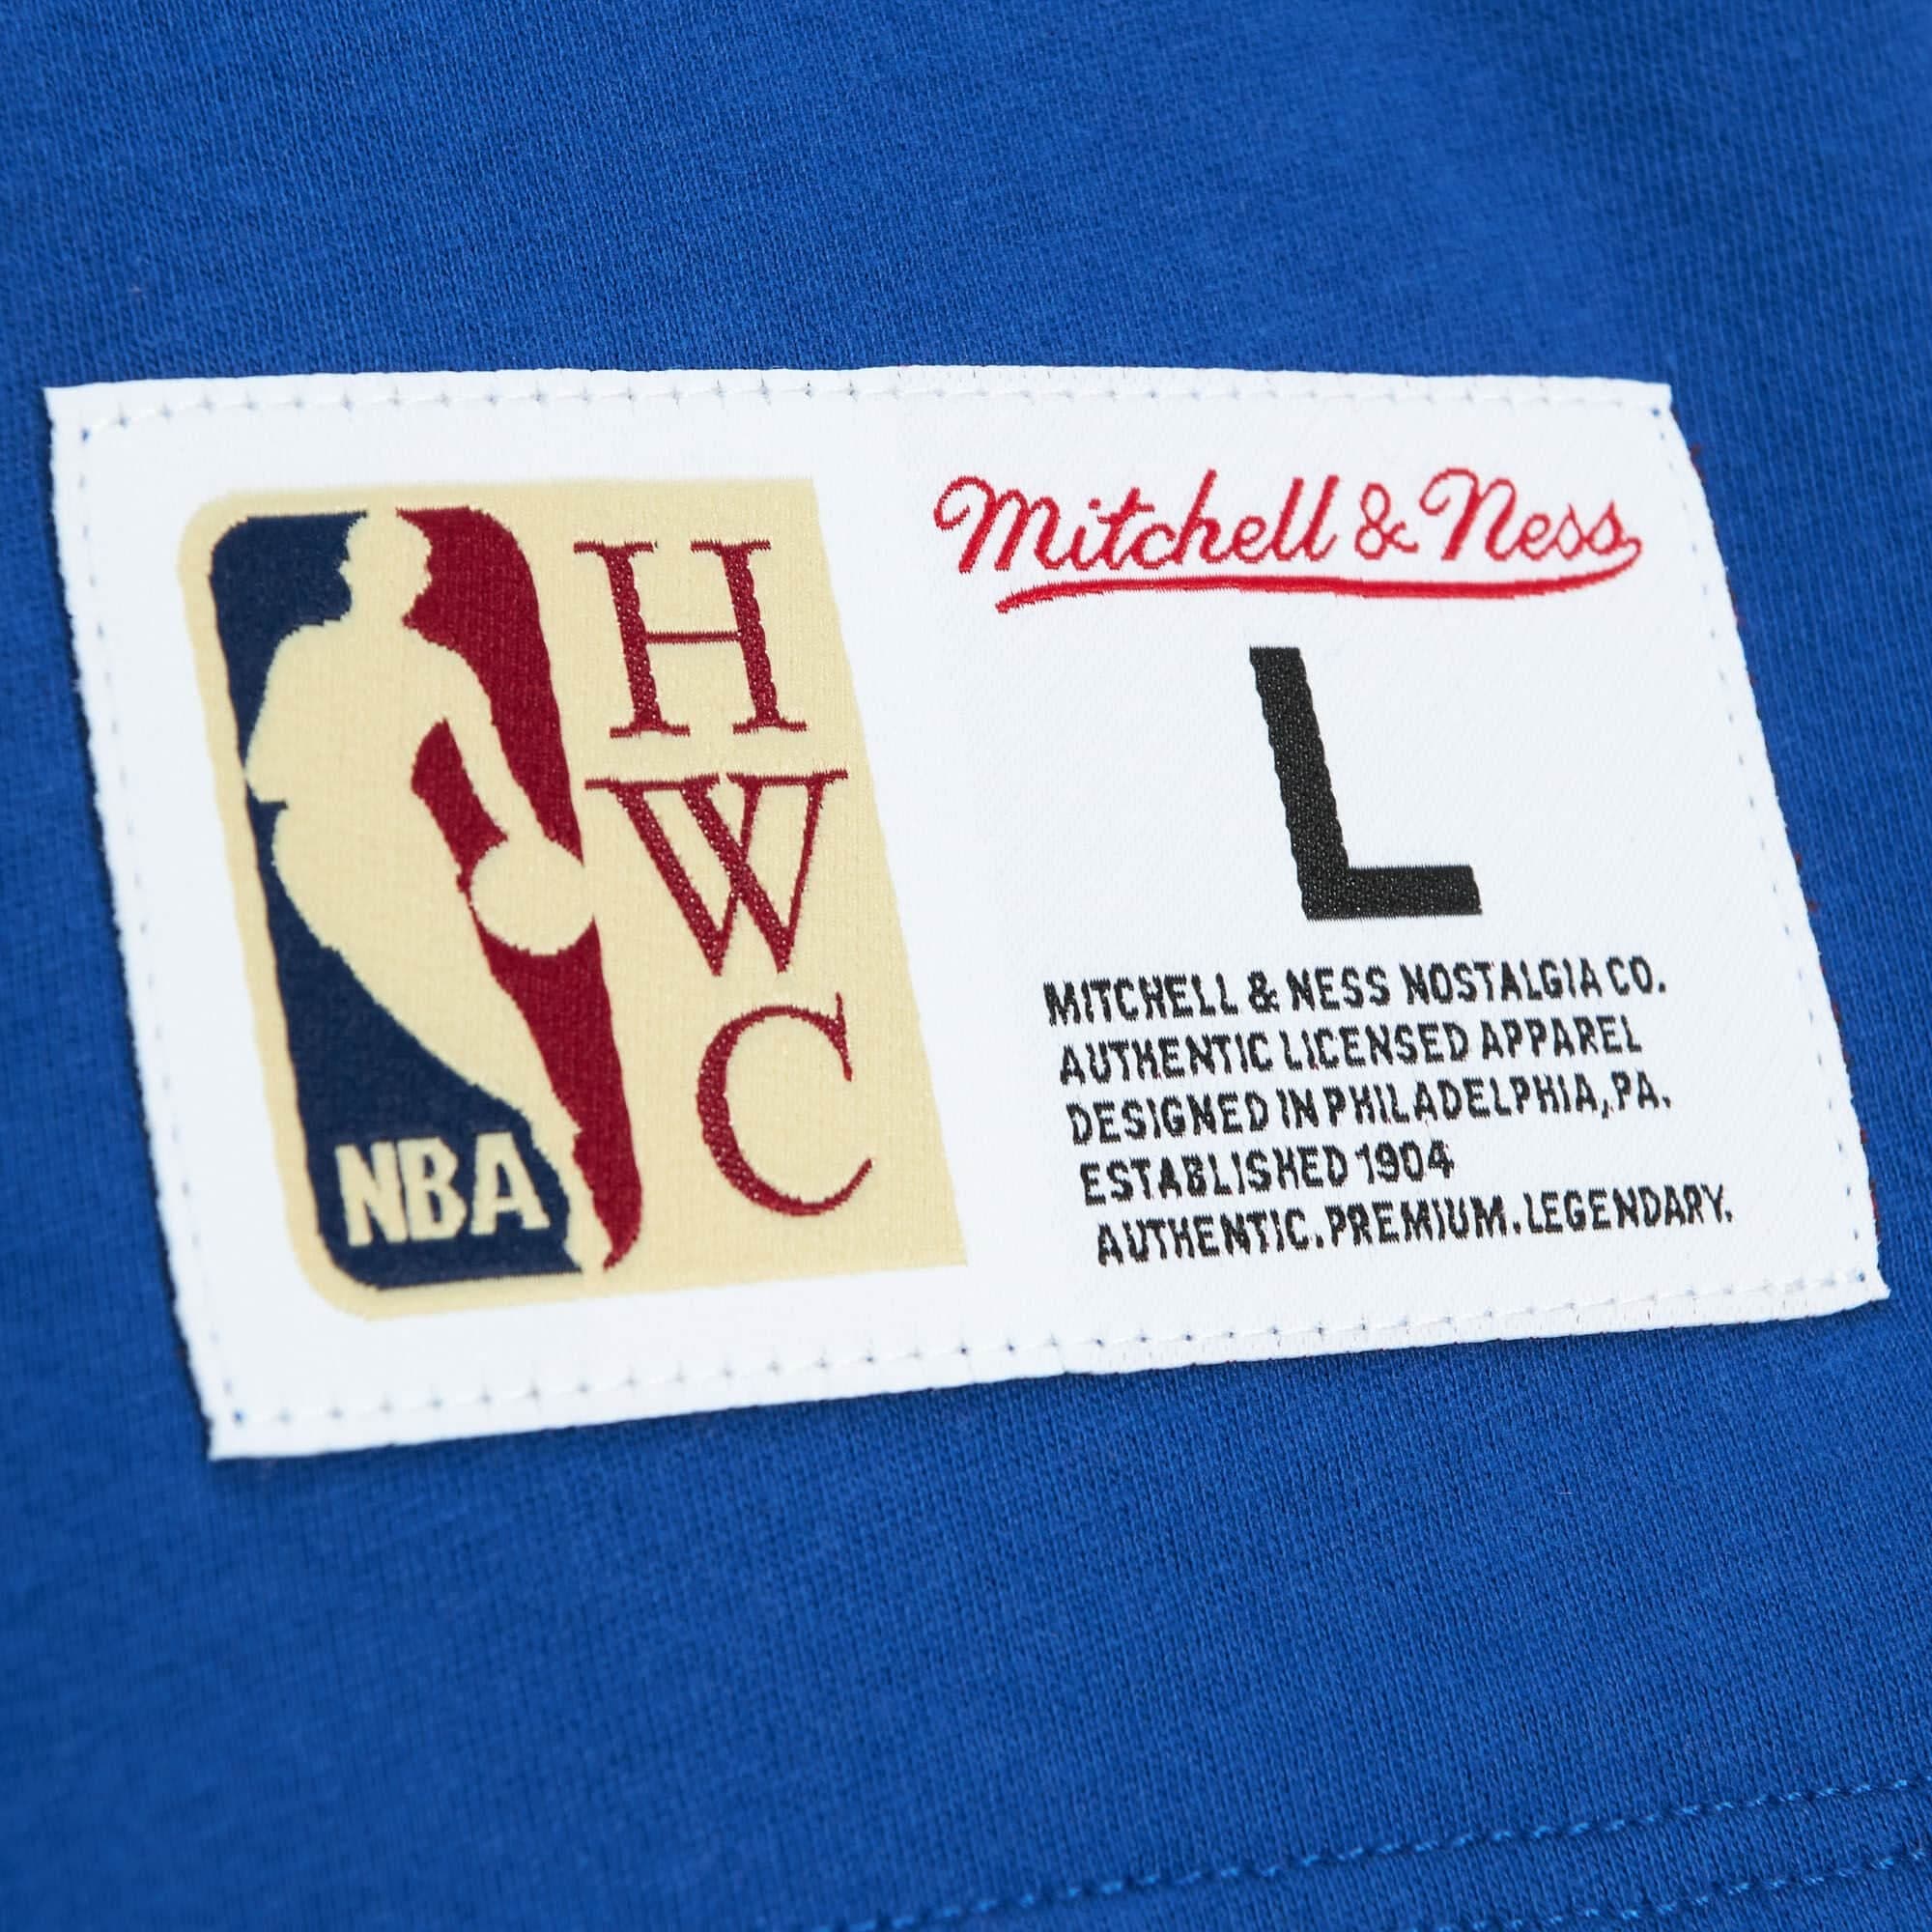 NBA
H
W
C
Mitchell & Ness
L
MITCHELL & NESS NOSTALGIA CO.
AUTHENTIC LICENSED APPAREL
DESIGNED IN PHILADELPHIA, PA.
ESTABLISHED 1904
AUTHENTIC. PREMIUM. LEGENDARY.